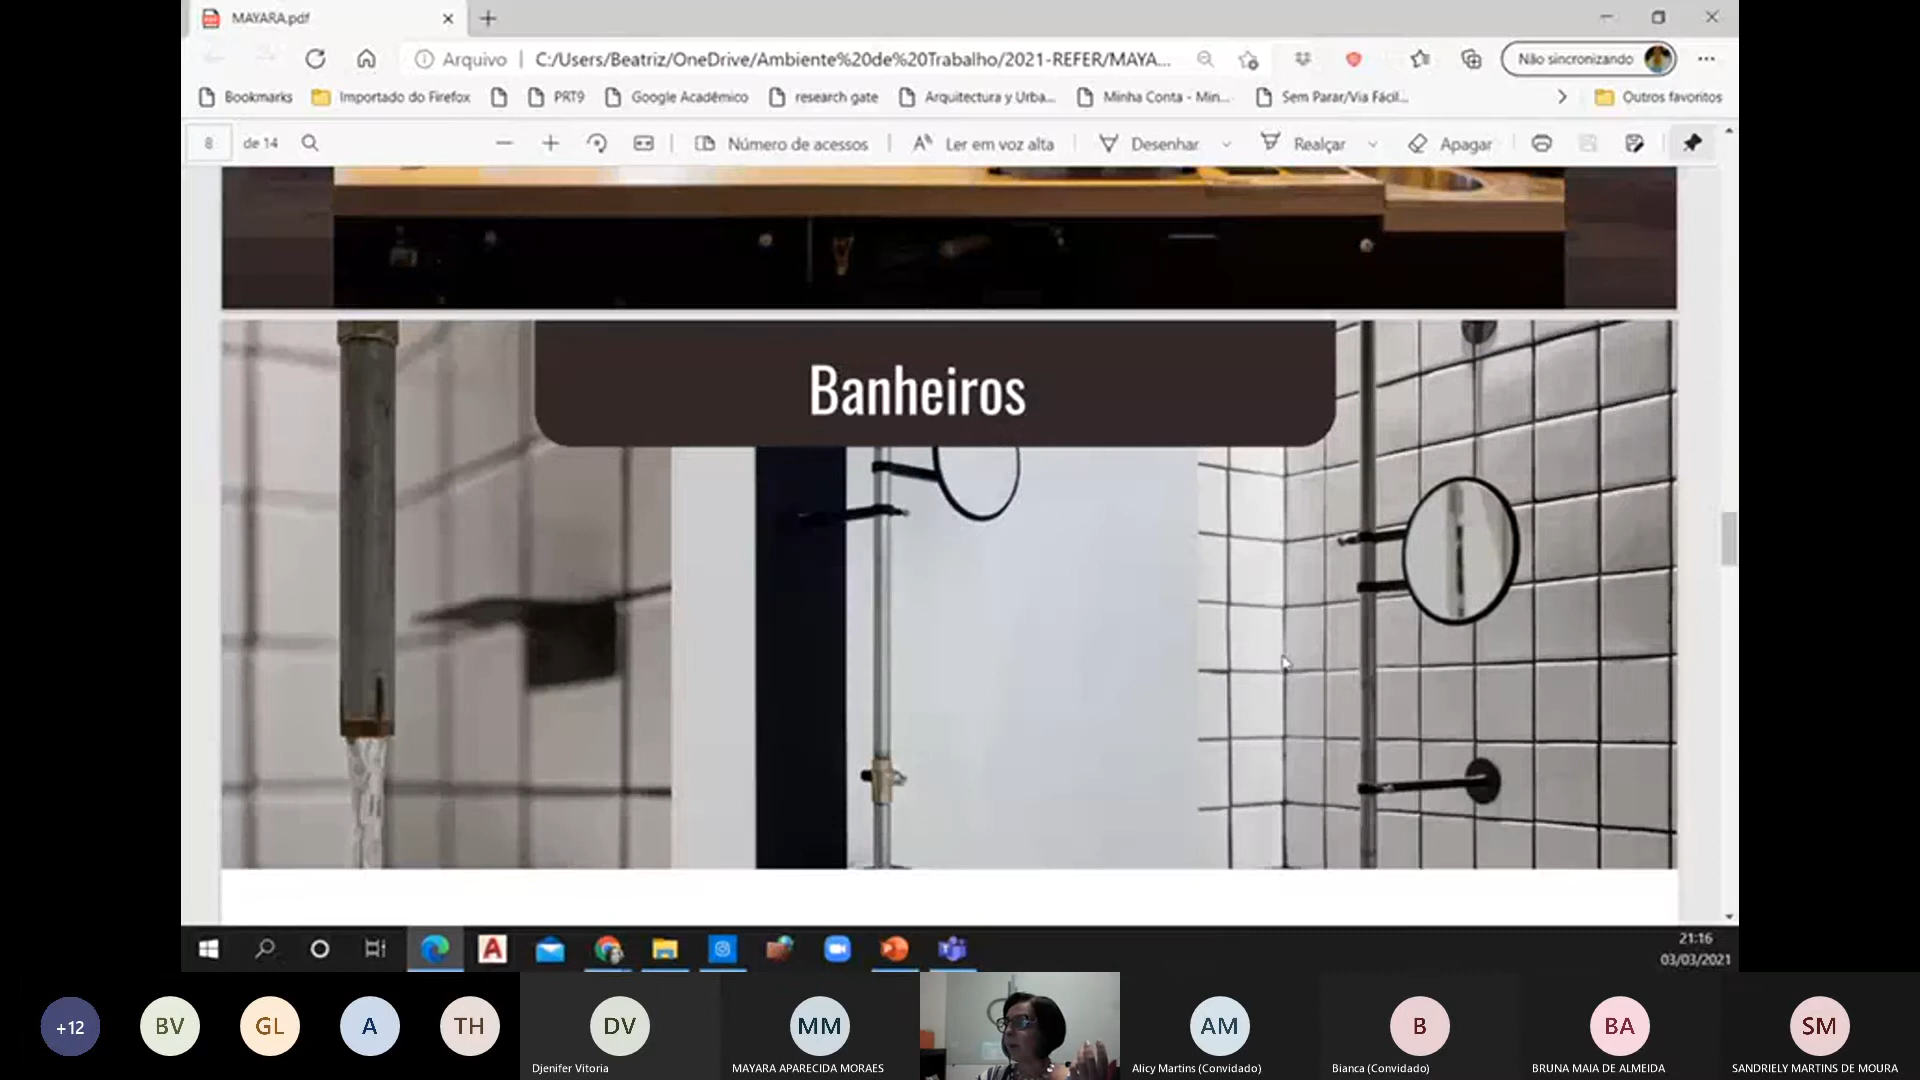 MAYARA.pdf
Arquivo | C:/Users/Beatriz/OneDrive/Ambiente%20de%20Trabalho/2021-REFER/MAYA...
Não sincronizando
Bookmarks Importado do Firefox PRT9 Google Acadêmico research gate Arquitectura y Urba... Minha Conta - Min... Sem Parar/Via Fácil... Outros favoritos
8 de 14 Número de acessos Ler em voz alta Desenhar Realçar Apagar
Banheiros
21:16
03/03/2021
+12 BV GL A TH DV MM AM B BA SM
Djenifer Vitoria MAYARA APARECIDA MORAES Alicy Martins (Convidado) Bianca (Convidado) BRUNA MAIA DE ALMEIDA SANDRIELY MARTINS DE MOURA